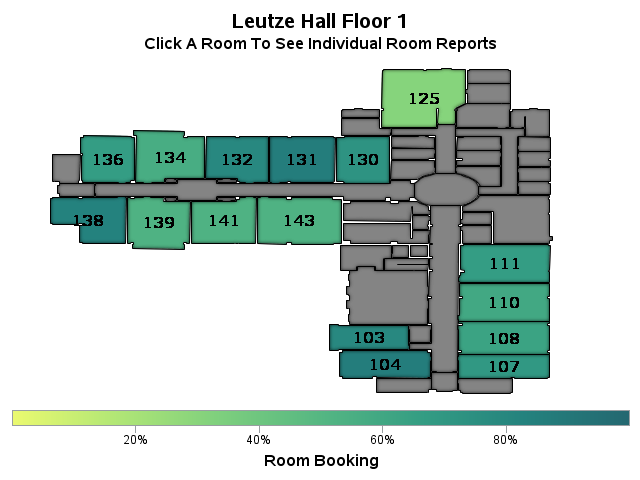 Leutze Hall Floor 1
Click A Room To See Individual Room Reports
125
136 134 132 131 130
138 139 141 143
111
110
103 108
104 107
20% 40% 60% 80%
Room Booking